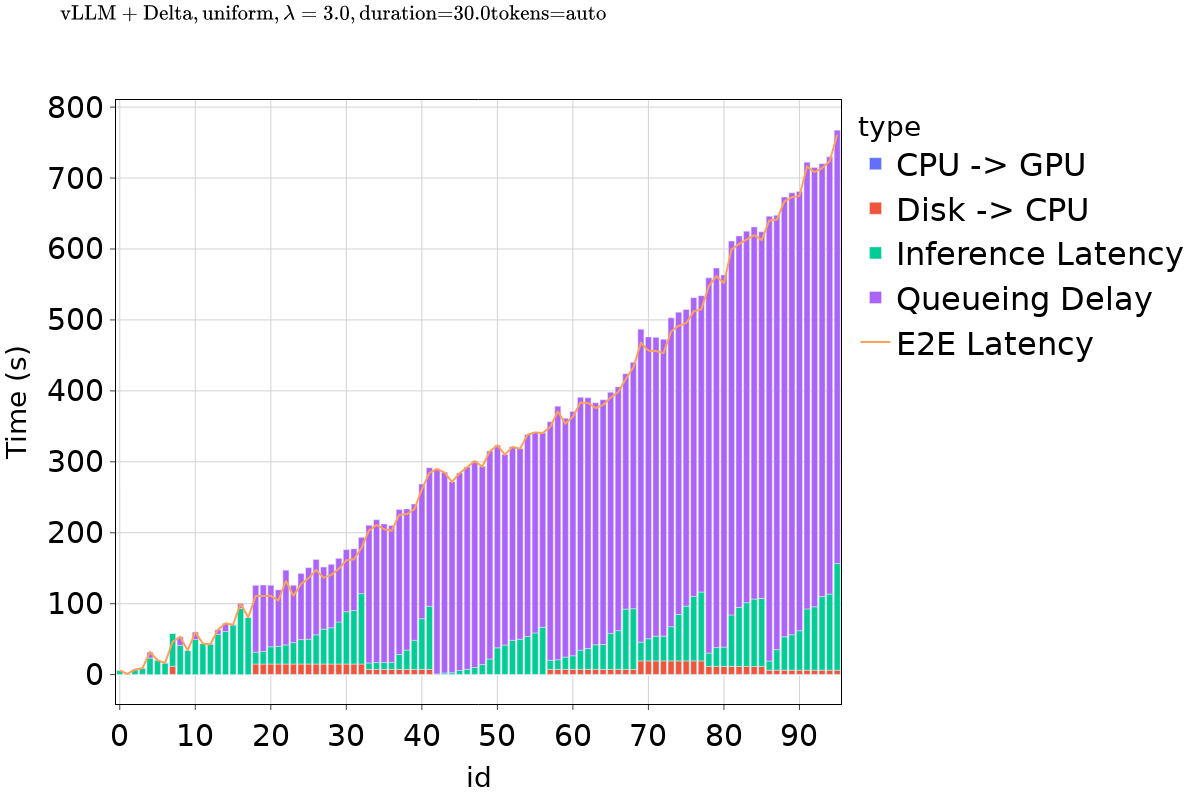 vLLM + Delta, uniform, λ = 3.0, duration=30.0tokens=auto
800
700
600
500
400
300
200
100
0
Time (s)
0 10 20 30 40 50 60 70 80 90
id
type
CPU -> GPU
Disk -> CPU
Inference Latency
Queueing Delay
E2E Latency